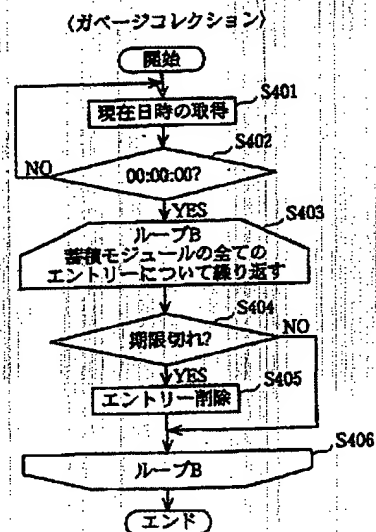 〈ガベージコレクション〉
開始
現在日時の取得
S401
S402
00:00:00?
NO
YES
S403
ループB
蓄積モジュールの全ての
エントリーについて繰り返す
S404
期限切れ?
NO
YES
S405
エントリー削除
S406
ループB
エンド